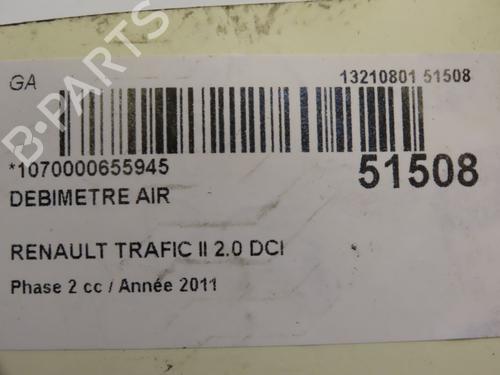 GA
13210801 51508
*1070000655945
51508
DEBIMETRE AIR
RENAULT TRAFIC II 2.0 DCI
Phase 2 cc / Année 2011
B-PARTS